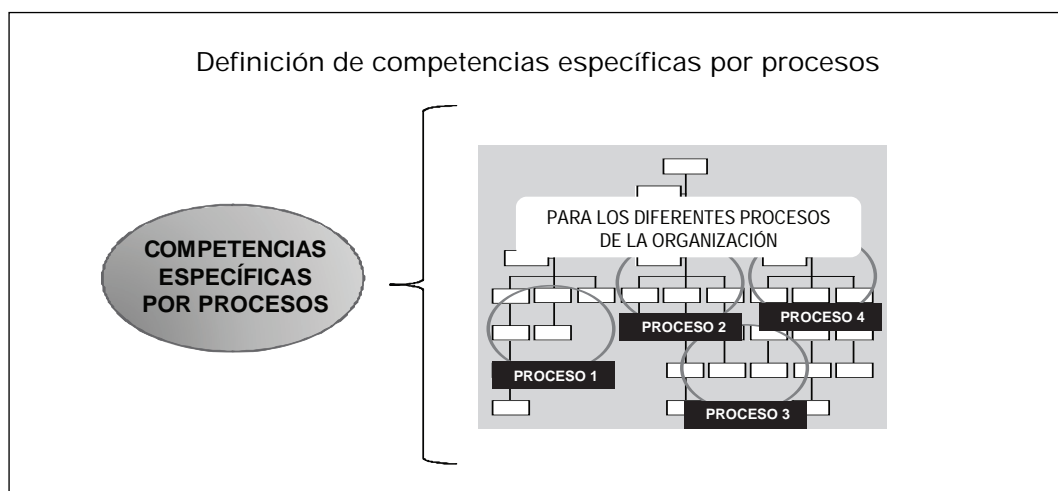 Definición de competencias específicas por procesos
COMPETENCIAS
ESPECÍFICAS
POR PROCESOS
PARA LOS DIFERENTES PROCESOS
DE LA ORGANIZACIÓN
PROCESO 1
PROCESO 2
PROCESO 3
PROCESO 4